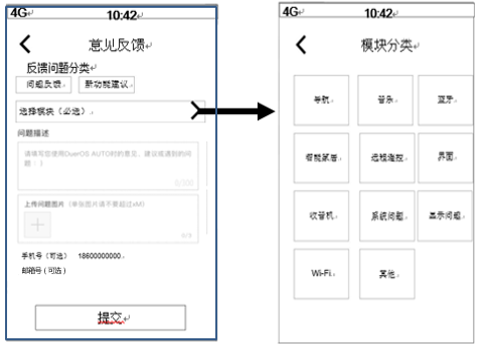 4G 10:42
意见反馈
反馈问题分类
问题反馈 新功能建议
选择模块（必选）
问题描述
请填写您使用DuerOS AUTO时的意见、建议或遇到的问
题：）
0/300
上传问题图片（单张图片请不要超过xM）
手机号（可选） 18600000000
邮箱号（可选）
提交
4G 10:42
模块分类
导航 音乐 蓝牙
智能家居 远程遥控 界面
收音机 系统问题 显示问题
Wi-Fi. 其他